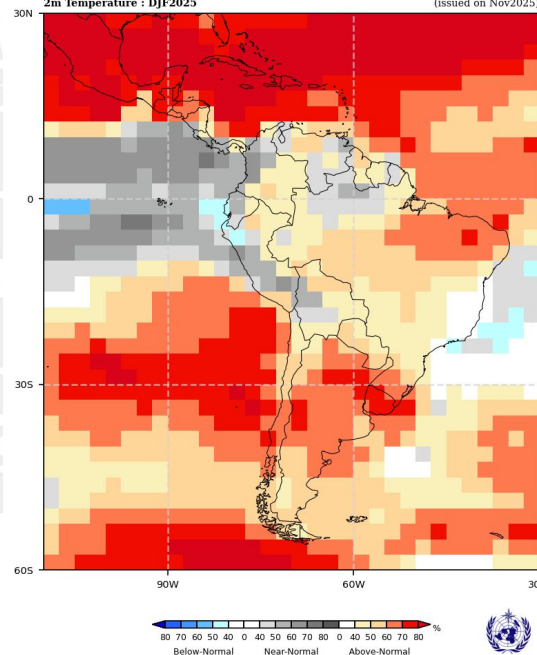 2m Temperature : DJF2025 (issued on Nov2025)
30N
0
30S
60S
90W 60W 30
80 70 60 50 40 0 40 50 60 70 80 0 40 50 60 70 80 %
Below-Normal Near-Normal Above-Normal